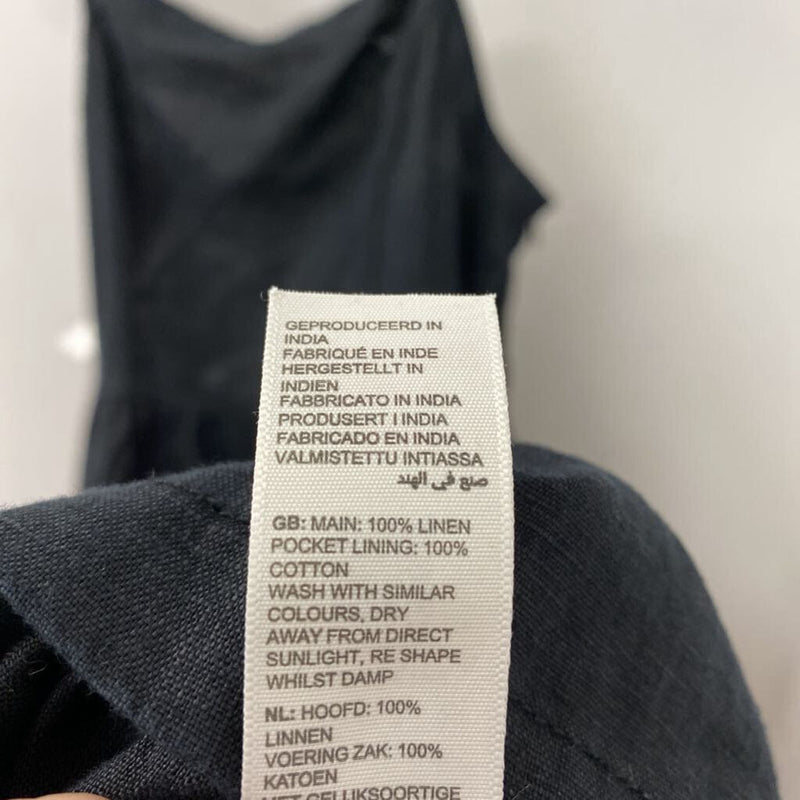 GEPRODUCEERD IN
INDIA
FABRIQUÉ EN INDE
HERGESTELLT IN
INDIEN
FABBRICATO IN INDIA
PRODUSERT I INDIA
FABRICADO EN INDIA
VALMISTETTU INTIASSA
صنع في الهند
GB: MAIN: 100% LINEN
POCKET LINING: 100%
COTTON
WASH WITH SIMILAR
COLOURS, DRY
AWAY FROM DIRECT
SUNLIGHT, RE SHAPE
WHILST DAMP
NL: HOOFD: 100%
LINNEN
VOERING ZAK: 100%
KATOEN
MET GELIJKSOORTIGE